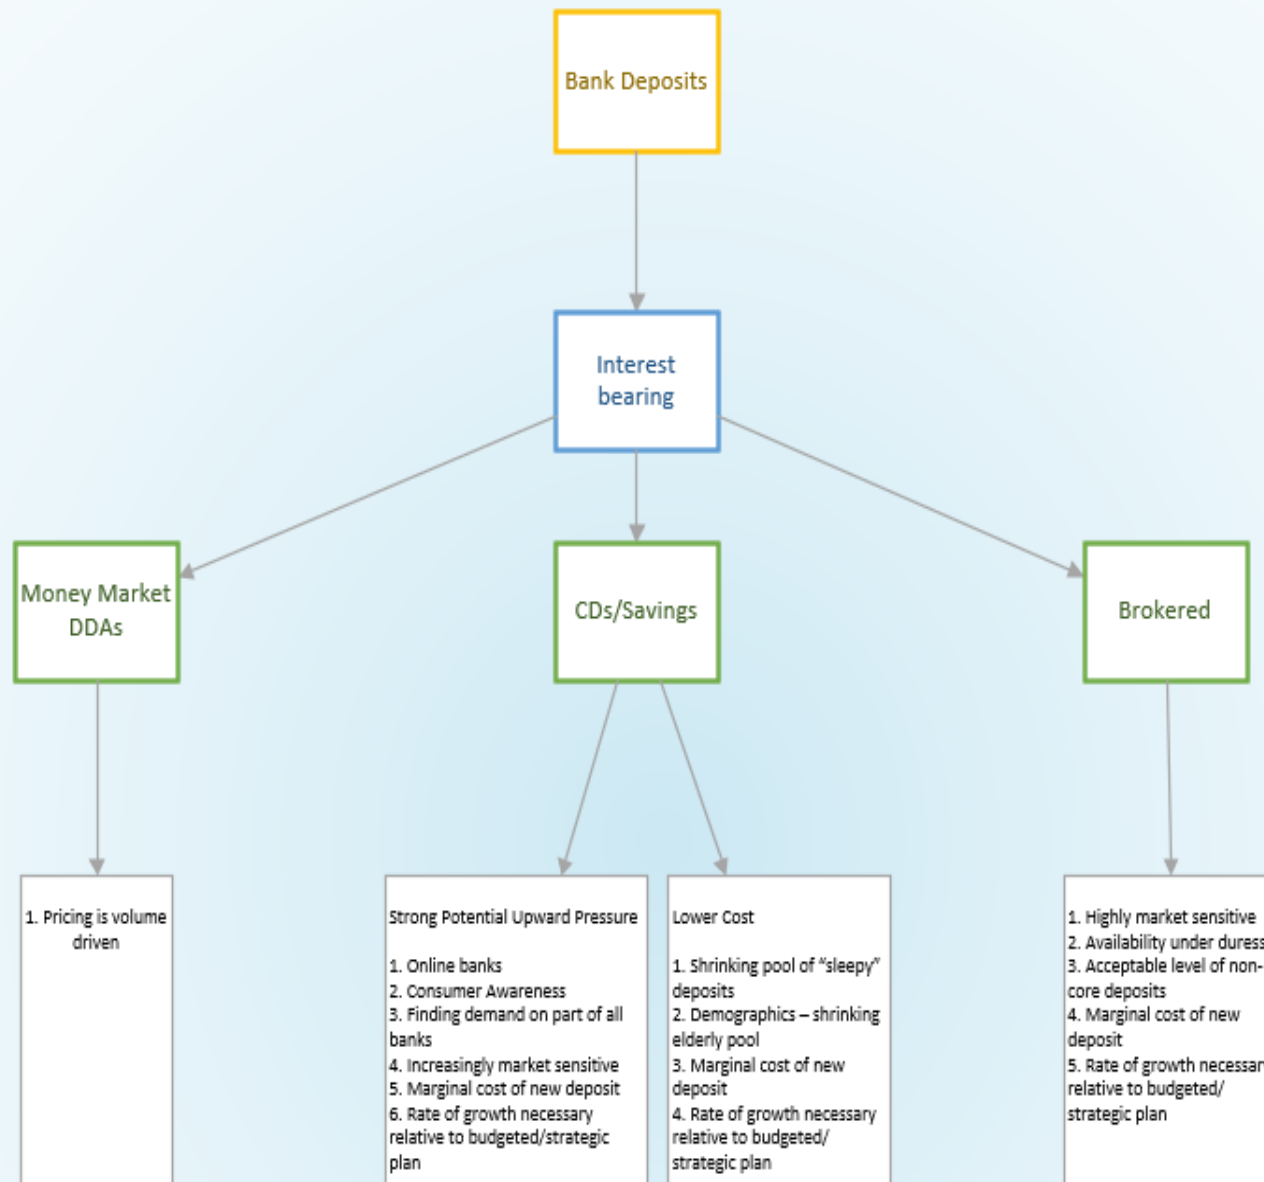 Bank Deposits
Interest
bearing
Money Market
DDAs
CDs/Savings
Brokered
1. Pricing is volume
driven
Strong Potential Upward Pressure
1. Online banks
2. Consumer Awareness
3. Finding demand on part of all
banks
4. Increasingly market sensitive
5. Marginal cost of new deposit
6. Rate of growth necessary
relative to budgeted/strategic
plan
Lower Cost
1. Shrinking pool of “sleepy”
deposits
2. Demographics – shrinking
elderly pool
3. Marginal cost of new
deposit
4. Rate of growth necessary
relative to budgeted/
strategic plan
1. Highly market sensitive
2. Availability under duress
3. Acceptable level of non-
core deposits
4. Marginal cost of new
deposit
5. Rate of growth necessar
relative to budgeted/
strategic plan